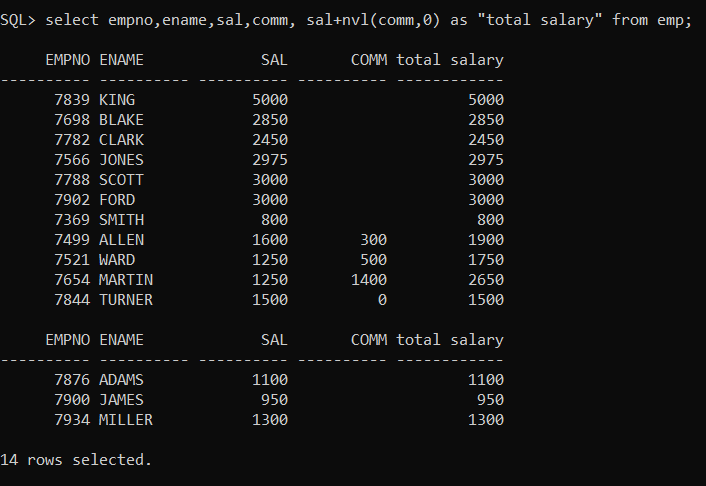 SQL> select empno,ename,sal,comm, sal+nvl(comm,0) as "total salary" from emp;
     EMPNO ENAME             SAL       COMM total salary
---------- ---------- ---------- ---------- ------------
      7839 KING             5000                    5000
      7698 BLAKE            2850                    2850
      7782 CLARK            2450                    2450
      7566 JONES            2975                    2975
      7788 SCOTT            3000                    3000
      7902 FORD             3000                    3000
      7369 SMITH             800                     800
      7499 ALLEN            1600        300         1900
      7521 WARD             1250        500         1750
      7654 MARTIN           1250       1400         2650
      7844 TURNER           1500          0         1500
     EMPNO ENAME             SAL       COMM total salary
---------- ---------- ---------- ---------- ------------
      7876 ADAMS            1100                    1100
      7900 JAMES             950                     950
      7934 MILLER           1300                    1300
14 rows selected.